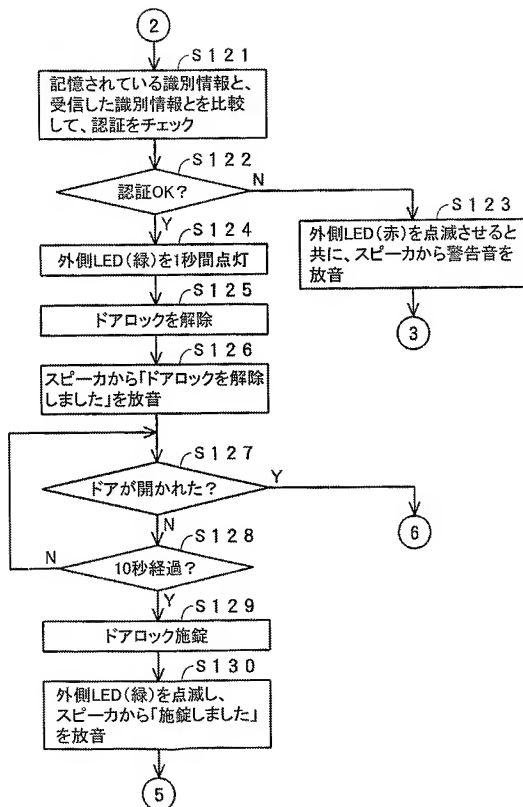 2
S121
記憶されている識別情報と、
受信した識別情報とを比較
して、認証をチェック
S122
認証OK?
N
Y
S123
外側LED(赤)を点滅させると
共に、スピーカから警告音を
放音
3
S124
外側LED(緑)を1秒間点灯
S125
ドアロックを解除
S126
スピーカから「ドアロックを解除
しました」を放音
S127
ドアが開かれた?
Y
6
N
S128
10秒経過?
N
Y
S129
ドアロック施錠
S130
外側LED(緑)を点滅し、
スピーカから「施錠しました」
を放音
5